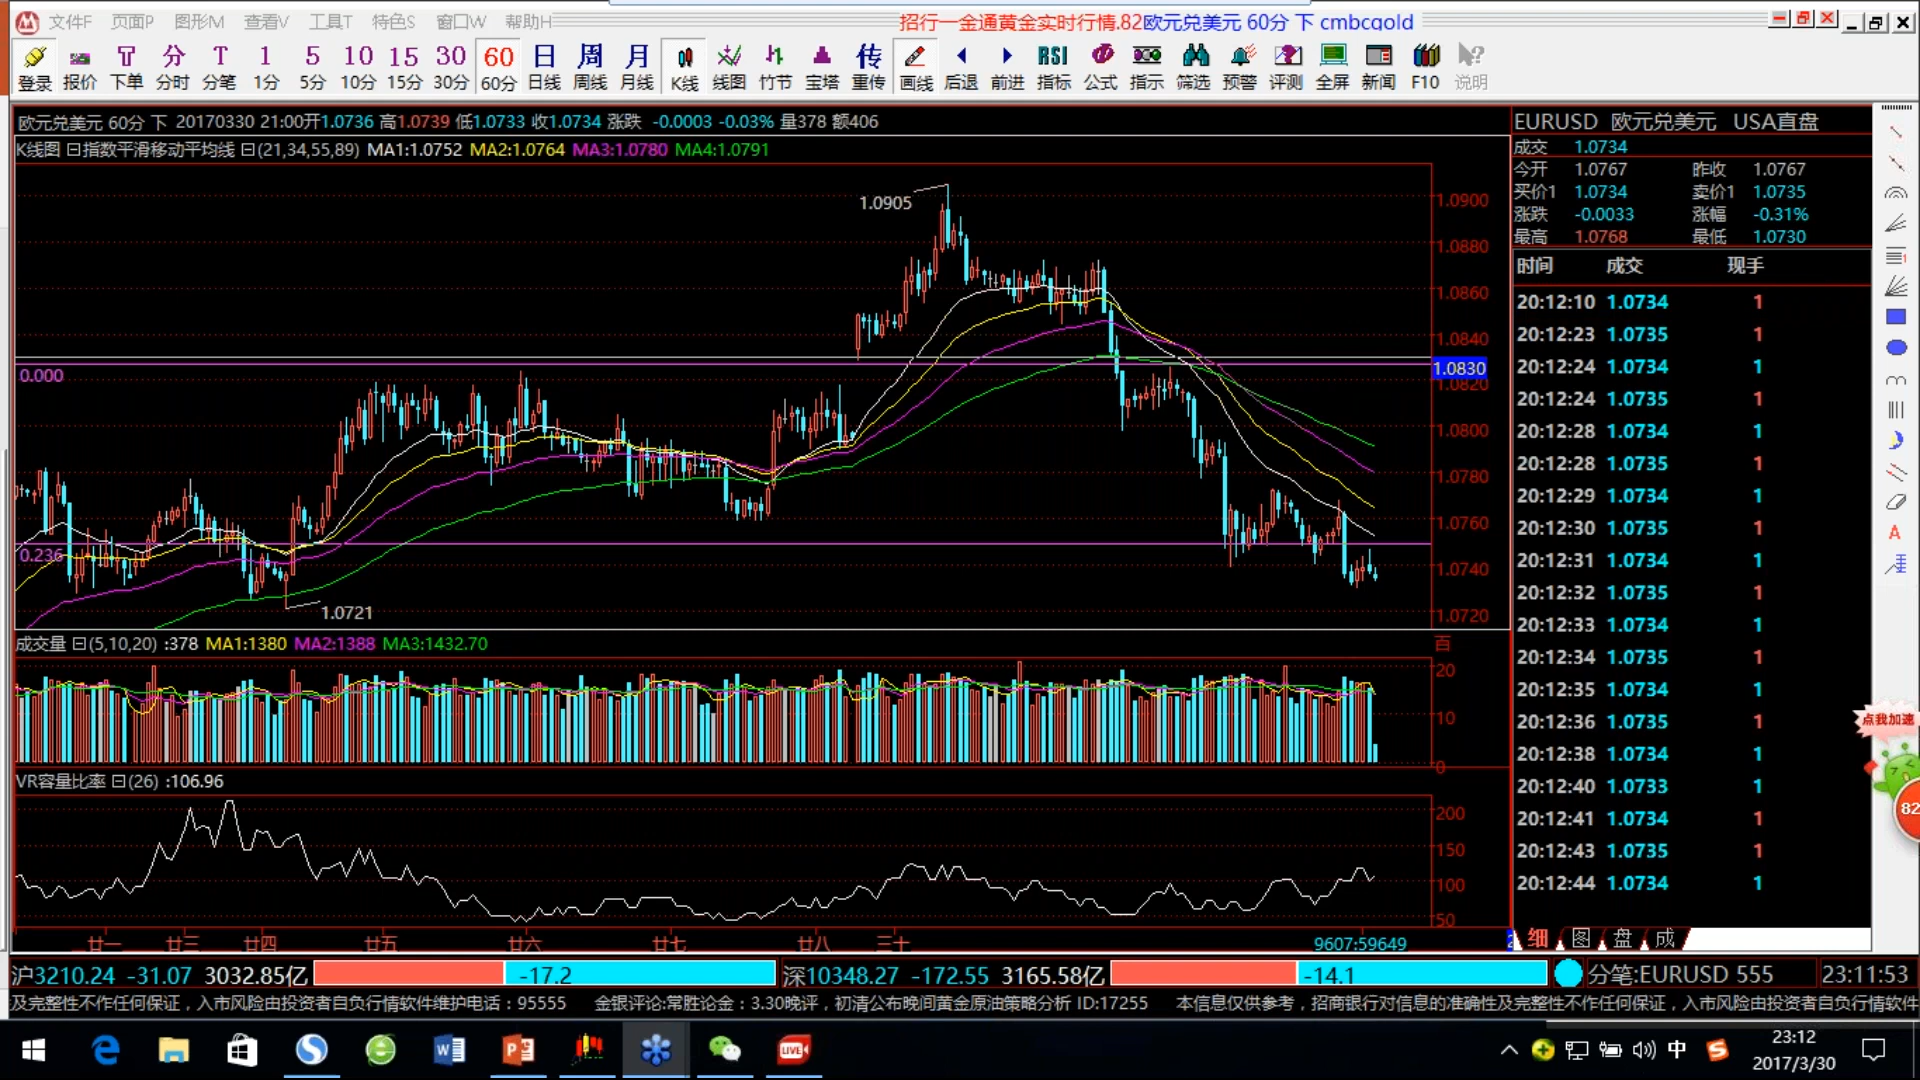 文件F 页面P 图形M 查看V 工具T 特色S 窗口W 帮助H
招行一金通黄金实时行情.82欧元兑美元 60分 下 cmbcgold
分 T 1 5 10 15 30 60 日 周 月 传 RSI
登录 报价 下单 分时 分笔 1分 5分 10分 15分 30分 60分 日线 周线 月线 K线 线图 竹节 宝塔 重传 画线 后退 前进 指标 公式 指示 筛选 预警 评测 全屏 新闻 F10 说明
欧元兑美元 60分 下 20170330 21:00开1.0736 高1.0739 低1.0733 收1.0734 涨跌 -0.0003 -0.03% 量378 额406
K线图 日指数平滑移动平均线 日(21,34,55,89) MA1:1.0752 MA2:1.0764 MA3:1.0780 MA4:1.0791
1.0905
1.0900
1.0880
1.0860
1.0840
1.0830
1.0820
1.0800
1.0780
1.0760
1.0740
1.0720
0.000
0.236
1.0721
成交量 日(5,10,20) :378 MA1:1380 MA2:1388 MA3:1432.70
百
20
10
0
VR容量比率 日(26) :106.96
200
150
100
50
廿一 廿三 廿四 廿五 廿六 廿七 廿八 三十 9607:59649
EURUSD 欧元兑美元 USA直盘
成交 1.0734
今开 1.0767 昨收 1.0767
买价1 1.0734 卖价1 1.0735
涨跌 -0.0033 涨幅 -0.31%
最高 1.0768 最低 1.0730
时间 成交 现手
20:12:10 1.0734 1
20:12:23 1.0735 1
20:12:24 1.0734 1
20:12:24 1.0735 1
20:12:28 1.0734 1
20:12:28 1.0735 1
20:12:29 1.0734 1
20:12:30 1.0735 1
20:12:31 1.0734 1
20:12:32 1.0735 1
20:12:33 1.0734 1
20:12:34 1.0735 1
20:12:35 1.0734 1
20:12:36 1.0735 1
20:12:38 1.0734 1
20:12:40 1.0733 1
20:12:41 1.0734 1
20:12:43 1.0735 1
20:12:44 1.0734 1
细 图 盘 成
A
点我加速
82
沪3210.24 -31.07 3032.85亿 -17.2 深10348.27 -172.55 3165.58亿 -14.1 分笔:EURUSD 555 23:11:53
及完整性不作任何保证，入市风险由投资者自负行情软件维护电话：95555 金银评论:常胜论金：3.30晚评，初清公布晚间黄金原油策略分析 ID:17255 本信息仅供参考，招商银行对信息的准确性及完整性不作任何保证，入市风险由投资者自负行情软件
LIVE
中
23:12
2017/3/30